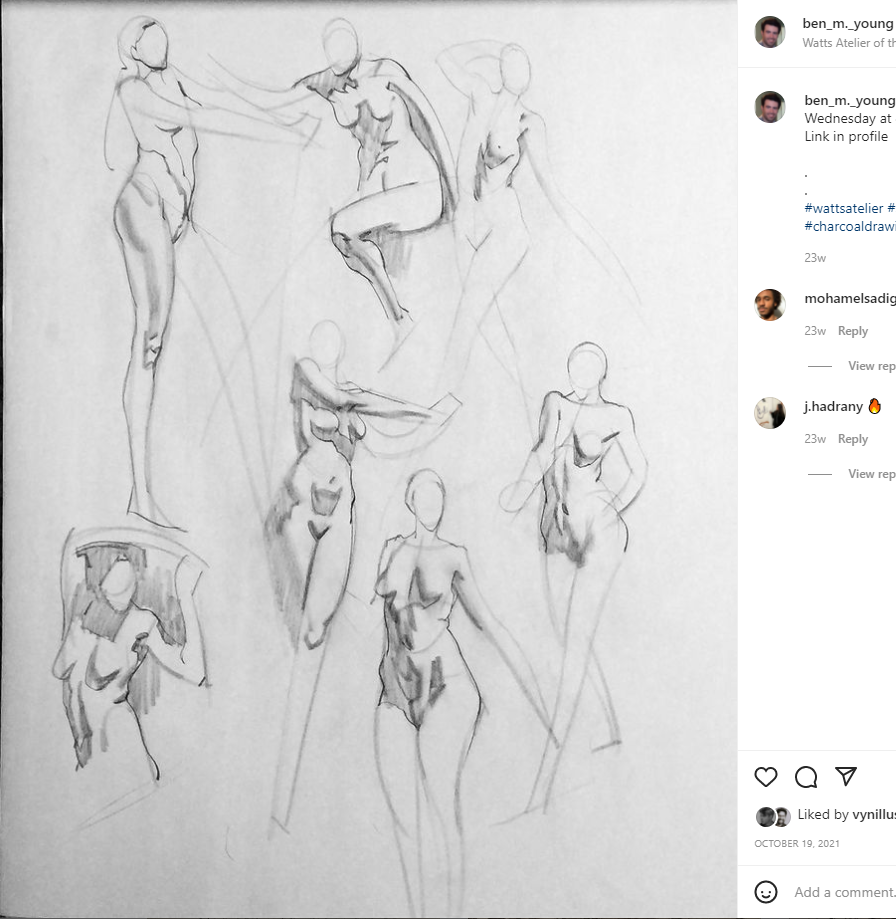 ben_m._young
Watts Atelier of th
ben_m._young
Wednesday at
Link in profile
.
.
#wattsatelier #
#charcoaldraw
23w
mohamelsadig
23w Reply
View rep
j.hadrany 🔥
23w Reply
View rep
Liked by vynillus
OCTOBER 19, 2021
Add a comment.